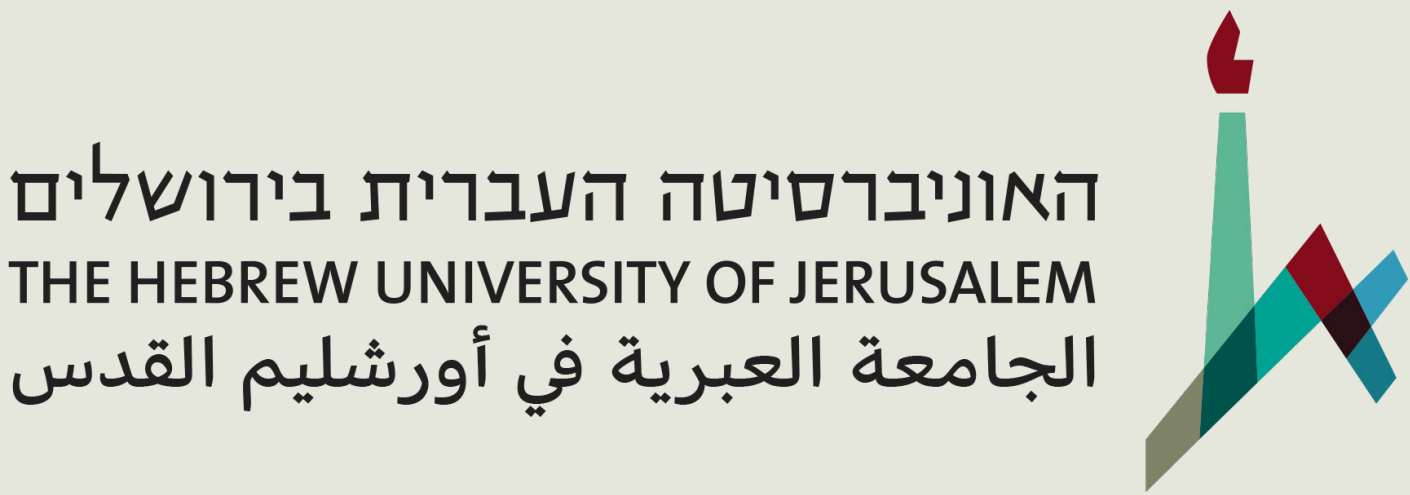 האוניברסיטה העברית בירושלים
THE HEBREW UNIVERSITY OF JERUSALEM
الجامعة العبرية في أورشليم القدس